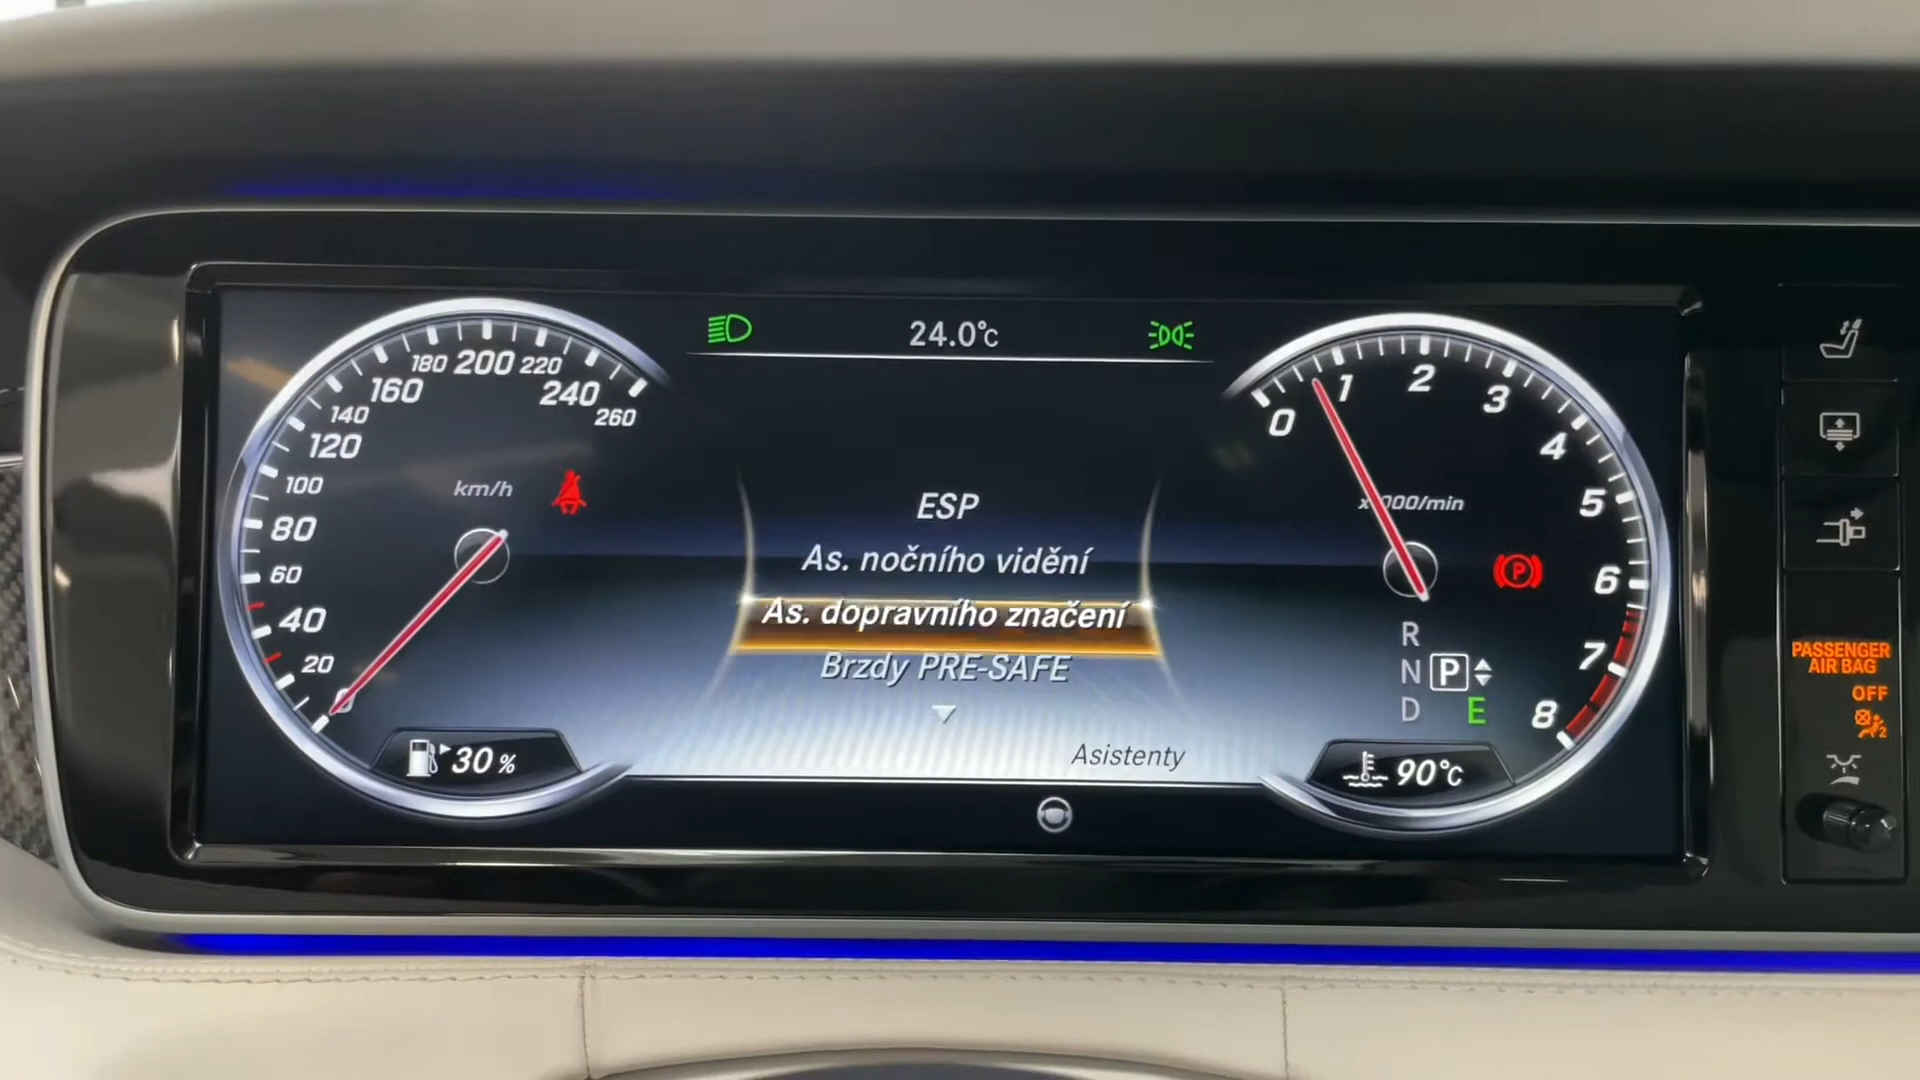 24.0°C
180 200 220
160 240
140 260
120
100
80
60
40
20
0
km/h
30 %
ESP
As. nočního vidění
As. dopravního značení
Brzdy PRE-SAFE
Asistenty
0 1 2 3 4 5 6 7 8
R
N P
D E
90°C
PASSENGER
AIR BAG
OFF
2